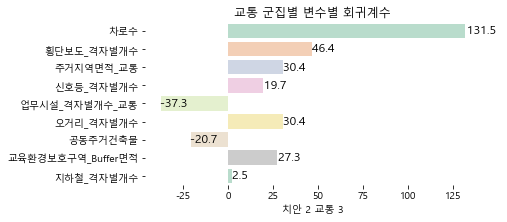 교통 군집별 변수별 회귀계수
차로수 131.5
횡단보도_격자별개수 46.4
주거지역면적_교통 30.4
신호등_격자별개수 19.7
업무시설_격자별개수_교통 -37.3
오거리_격자별개수 30.4
공동주거건축물 -20.7
교육환경보호구역_Buffer면적 27.3
지하철_격자별개수 2.5
-25 0 25 50 75 100 125
치안 2 교통 3